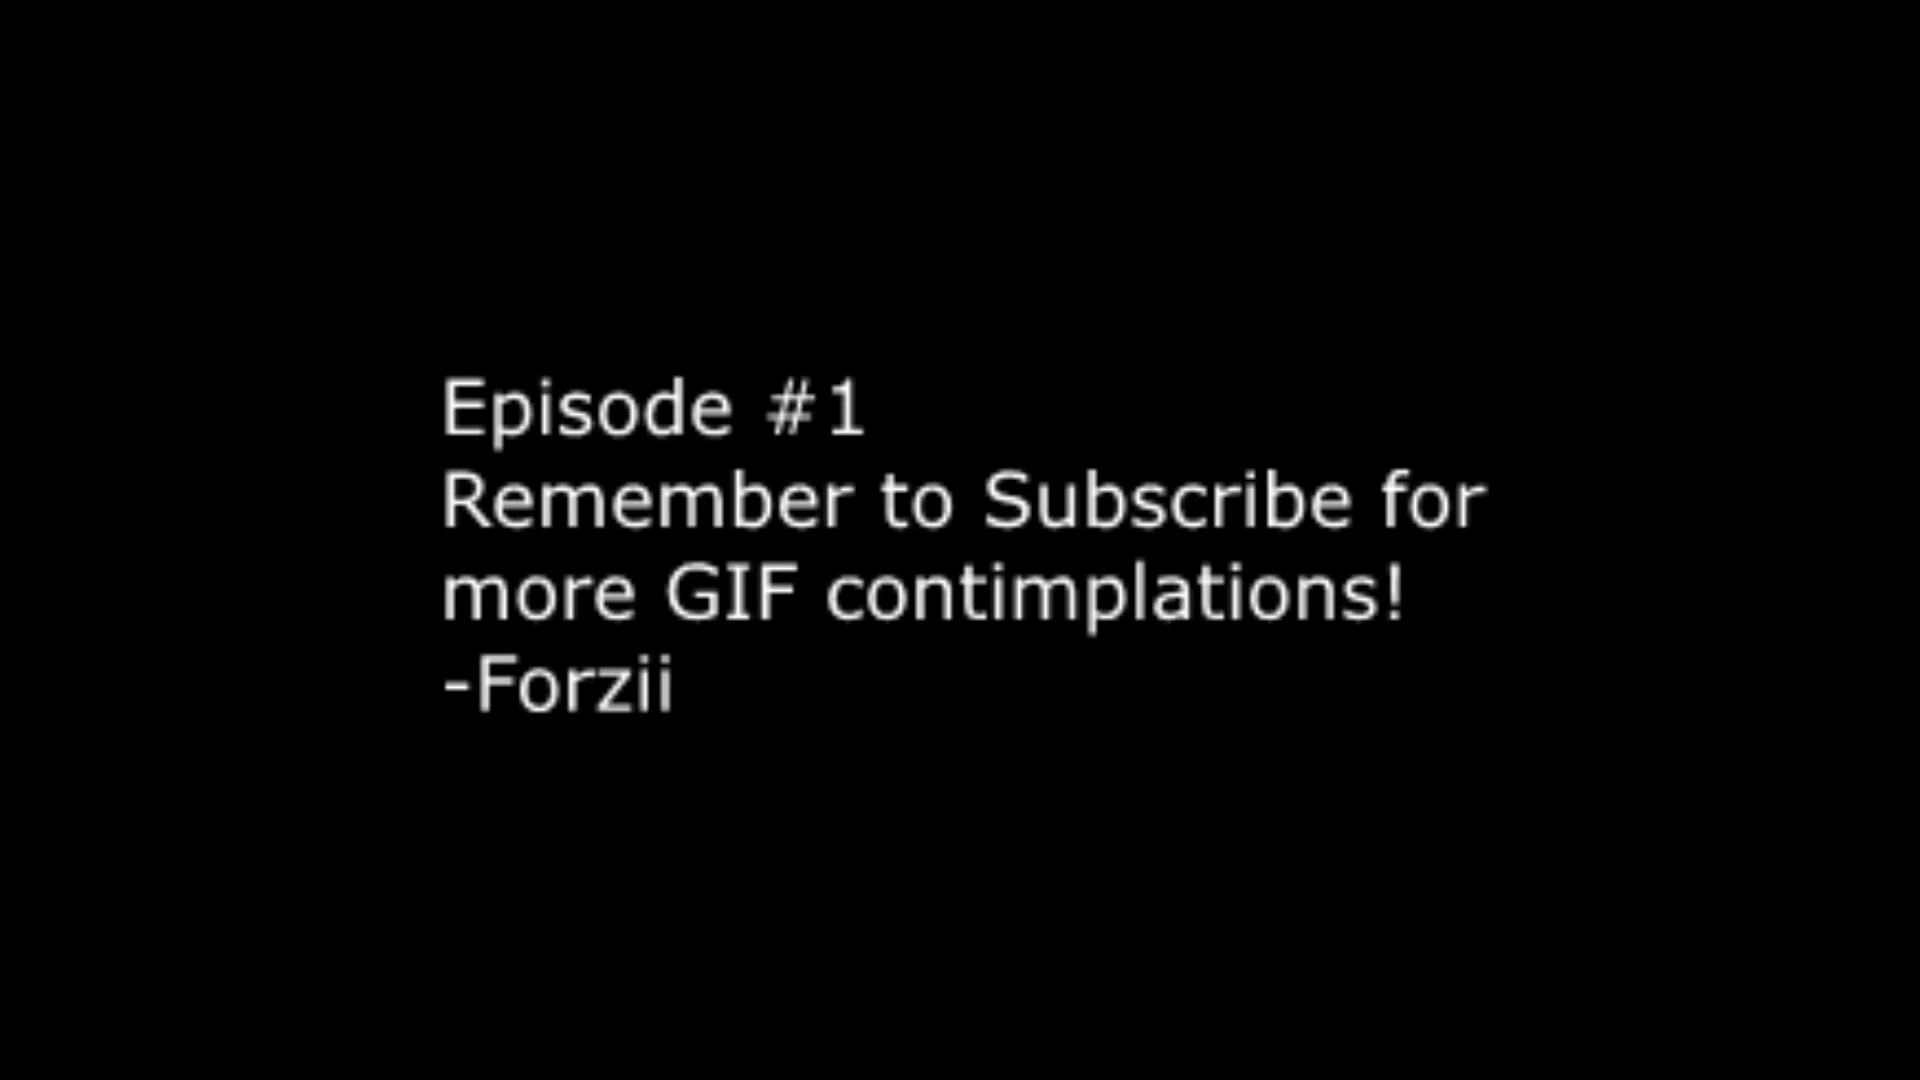 Episode #1
Remember to Subscribe for
more GIF contimplations!
-Forzii